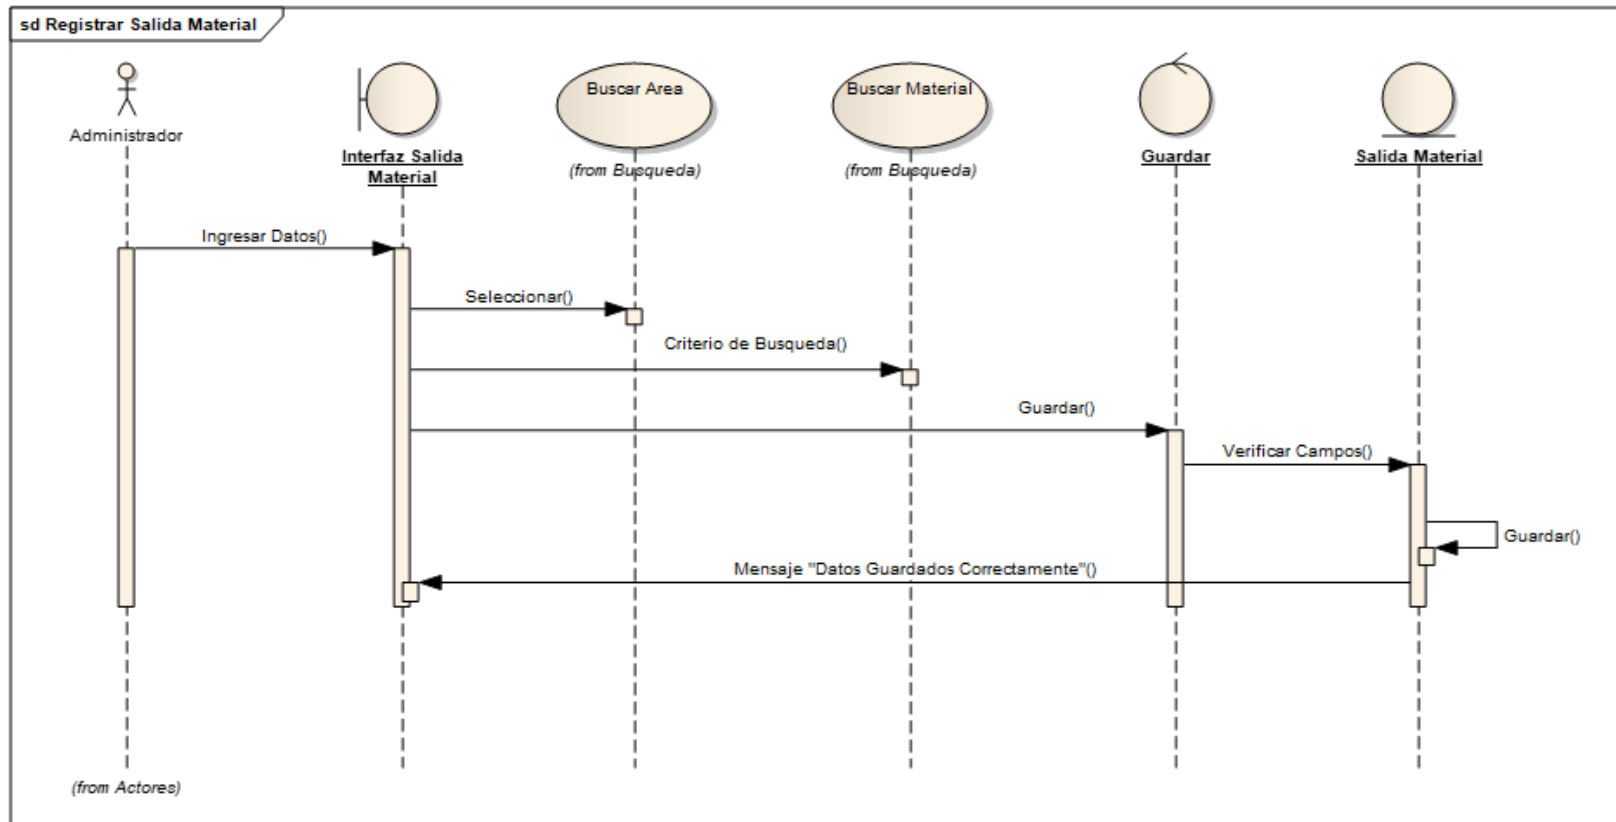 sd Registrar Salida Material
Administrador
Interfaz Salida
Material
Buscar Area
(from Busqueda)
Buscar Material
(from Busqueda)
Guardar
Salida Material
Ingresar Datos()
Seleccionar()
Criterio de Busqueda()
Guardar()
Verificar Campos()
Guardar()
Mensaje "Datos Guardados Correctamente"()
(from Actores)